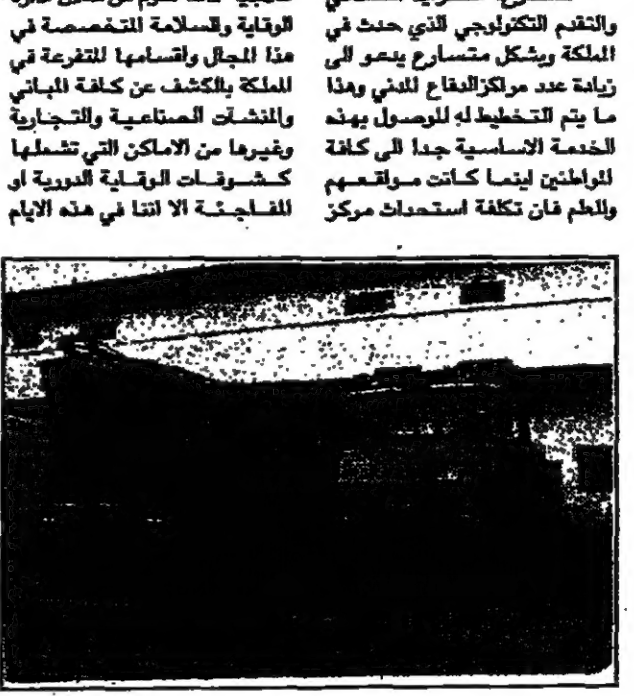 والتقدم التكنولوجي الذي حدث في
المملكة وبشكل متسارع يدعو الى
زيادة عدد مراكز الدفاع المدني وهذا
ما يتم التخطيط له للوصول بهذه
الخدمة الاساسية جدا الى كافة
المواطنين اينما كانت مواقعهم
وللعلم فان تكلفة استحداث مركز
الوقاية والسلامة المتخصصة في
هذا المجال واقسامها المتفرعة في
المملكة بالكشف عن كافة المباني
والمنشآت الصناعية والتجارية
وغيرها من الاماكن التي تشملها
كشوفات الوقاية الدورية او
المفاجئة الا اننا في هذه الايام